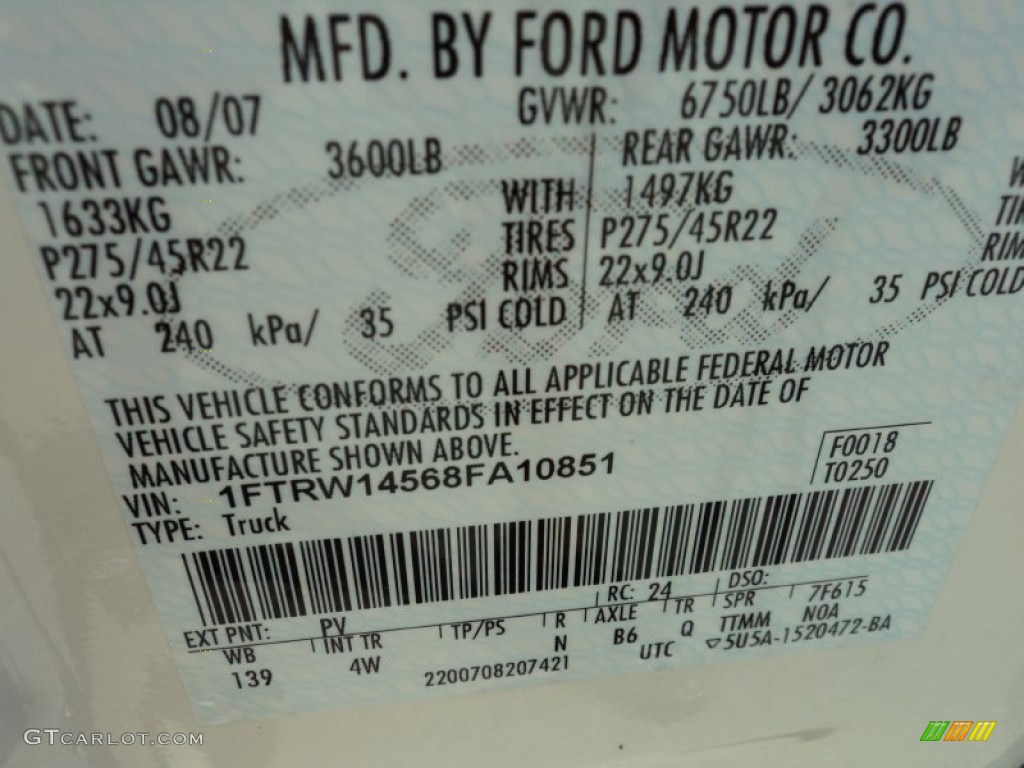 MFD. BY FORD MOTOR CO.
DATE: 08/07 GVWR: 6750LB/ 3062KG
FRONT GAWR: 3600LB REAR GAWR: 3300LB
1633KG WITH 1497KG
P275/45R22 TIRES P275/45R22
22x9.0J RIMS 22x9.0J RIM
AT 240 kPa/ 35 PSI COLD AT 240 kPa/ 35 PSI COLD
THIS VEHICLE CONFORMS TO ALL APPLICABLE FEDERAL MOTOR
VEHICLE SAFETY STANDARDS IN EFFECT ON THE DATE OF
MANUFACTURE SHOWN ABOVE.
VIN: 1FTRW14568FA10851 F0018
TYPE: Truck T0250
EXT PNT: PV RC: 24 DSO: 7F615
WB INT TR TP/PS R AXLE TR SPR N0A
139 4W N B6 Q TTMM
2200708207421 UTC 5U5A-1520472-BA
Ford
GTCARLOT.COM